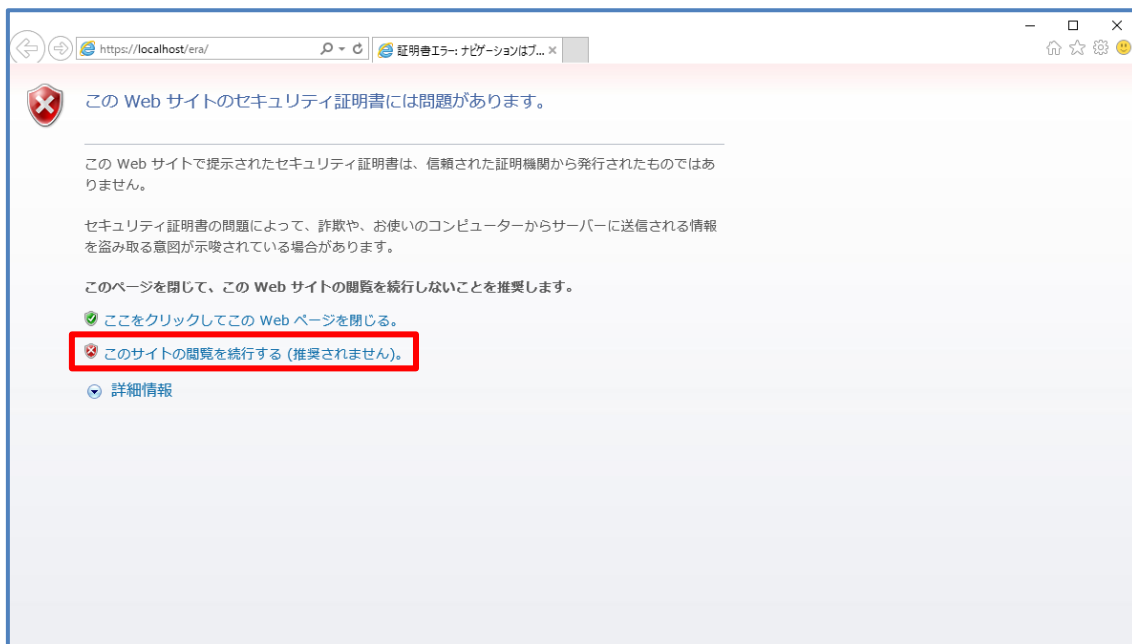 https://localhost/era/
証明書エラー: ナビゲーションはブ...
この Web サイトのセキュリティ証明書には問題があります。
この Web サイトで提示されたセキュリティ証明書は、信頼された証明機関から発行されたものではあ
りません。
セキュリティ証明書の問題によって、詐欺や、お使いのコンピューターからサーバーに送信される情報
を盗み取る意図が示唆されている場合があります。
このページを閉じて、この Web サイトの閲覧を続行しないことを推奨します。
ここをクリックしてこの Web ページを閉じる。
このサイトの閲覧を続行する (推奨されません)。
詳細情報